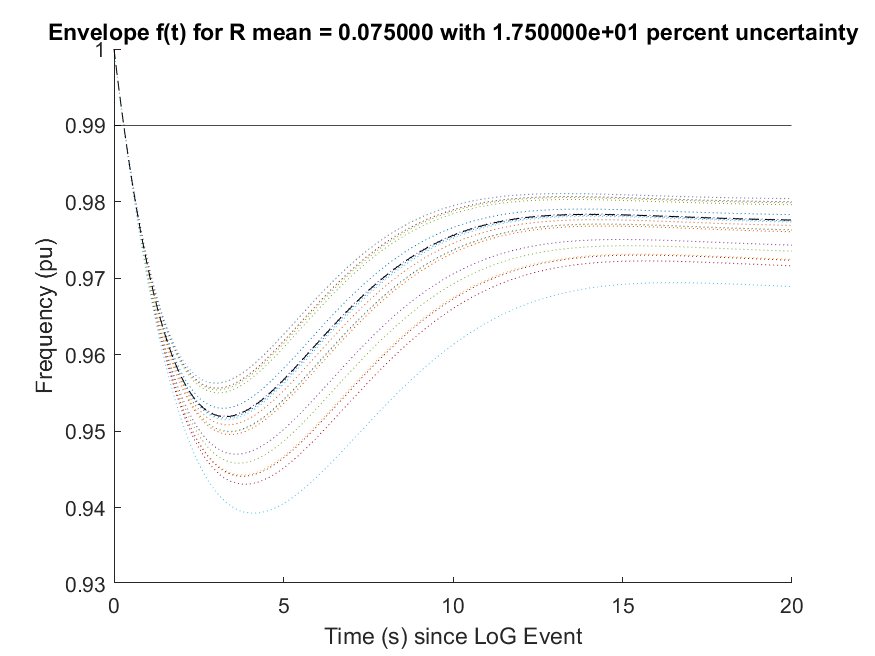 Envelope f(t) for R mean = 0.075000 with 1.750000e+01 percent uncertainty
1
0.99
0.98
0.97
0.96
0.95
0.94
0.93
Frequency (pu)
0 5 10 15 20
Time (s) since LoG Event